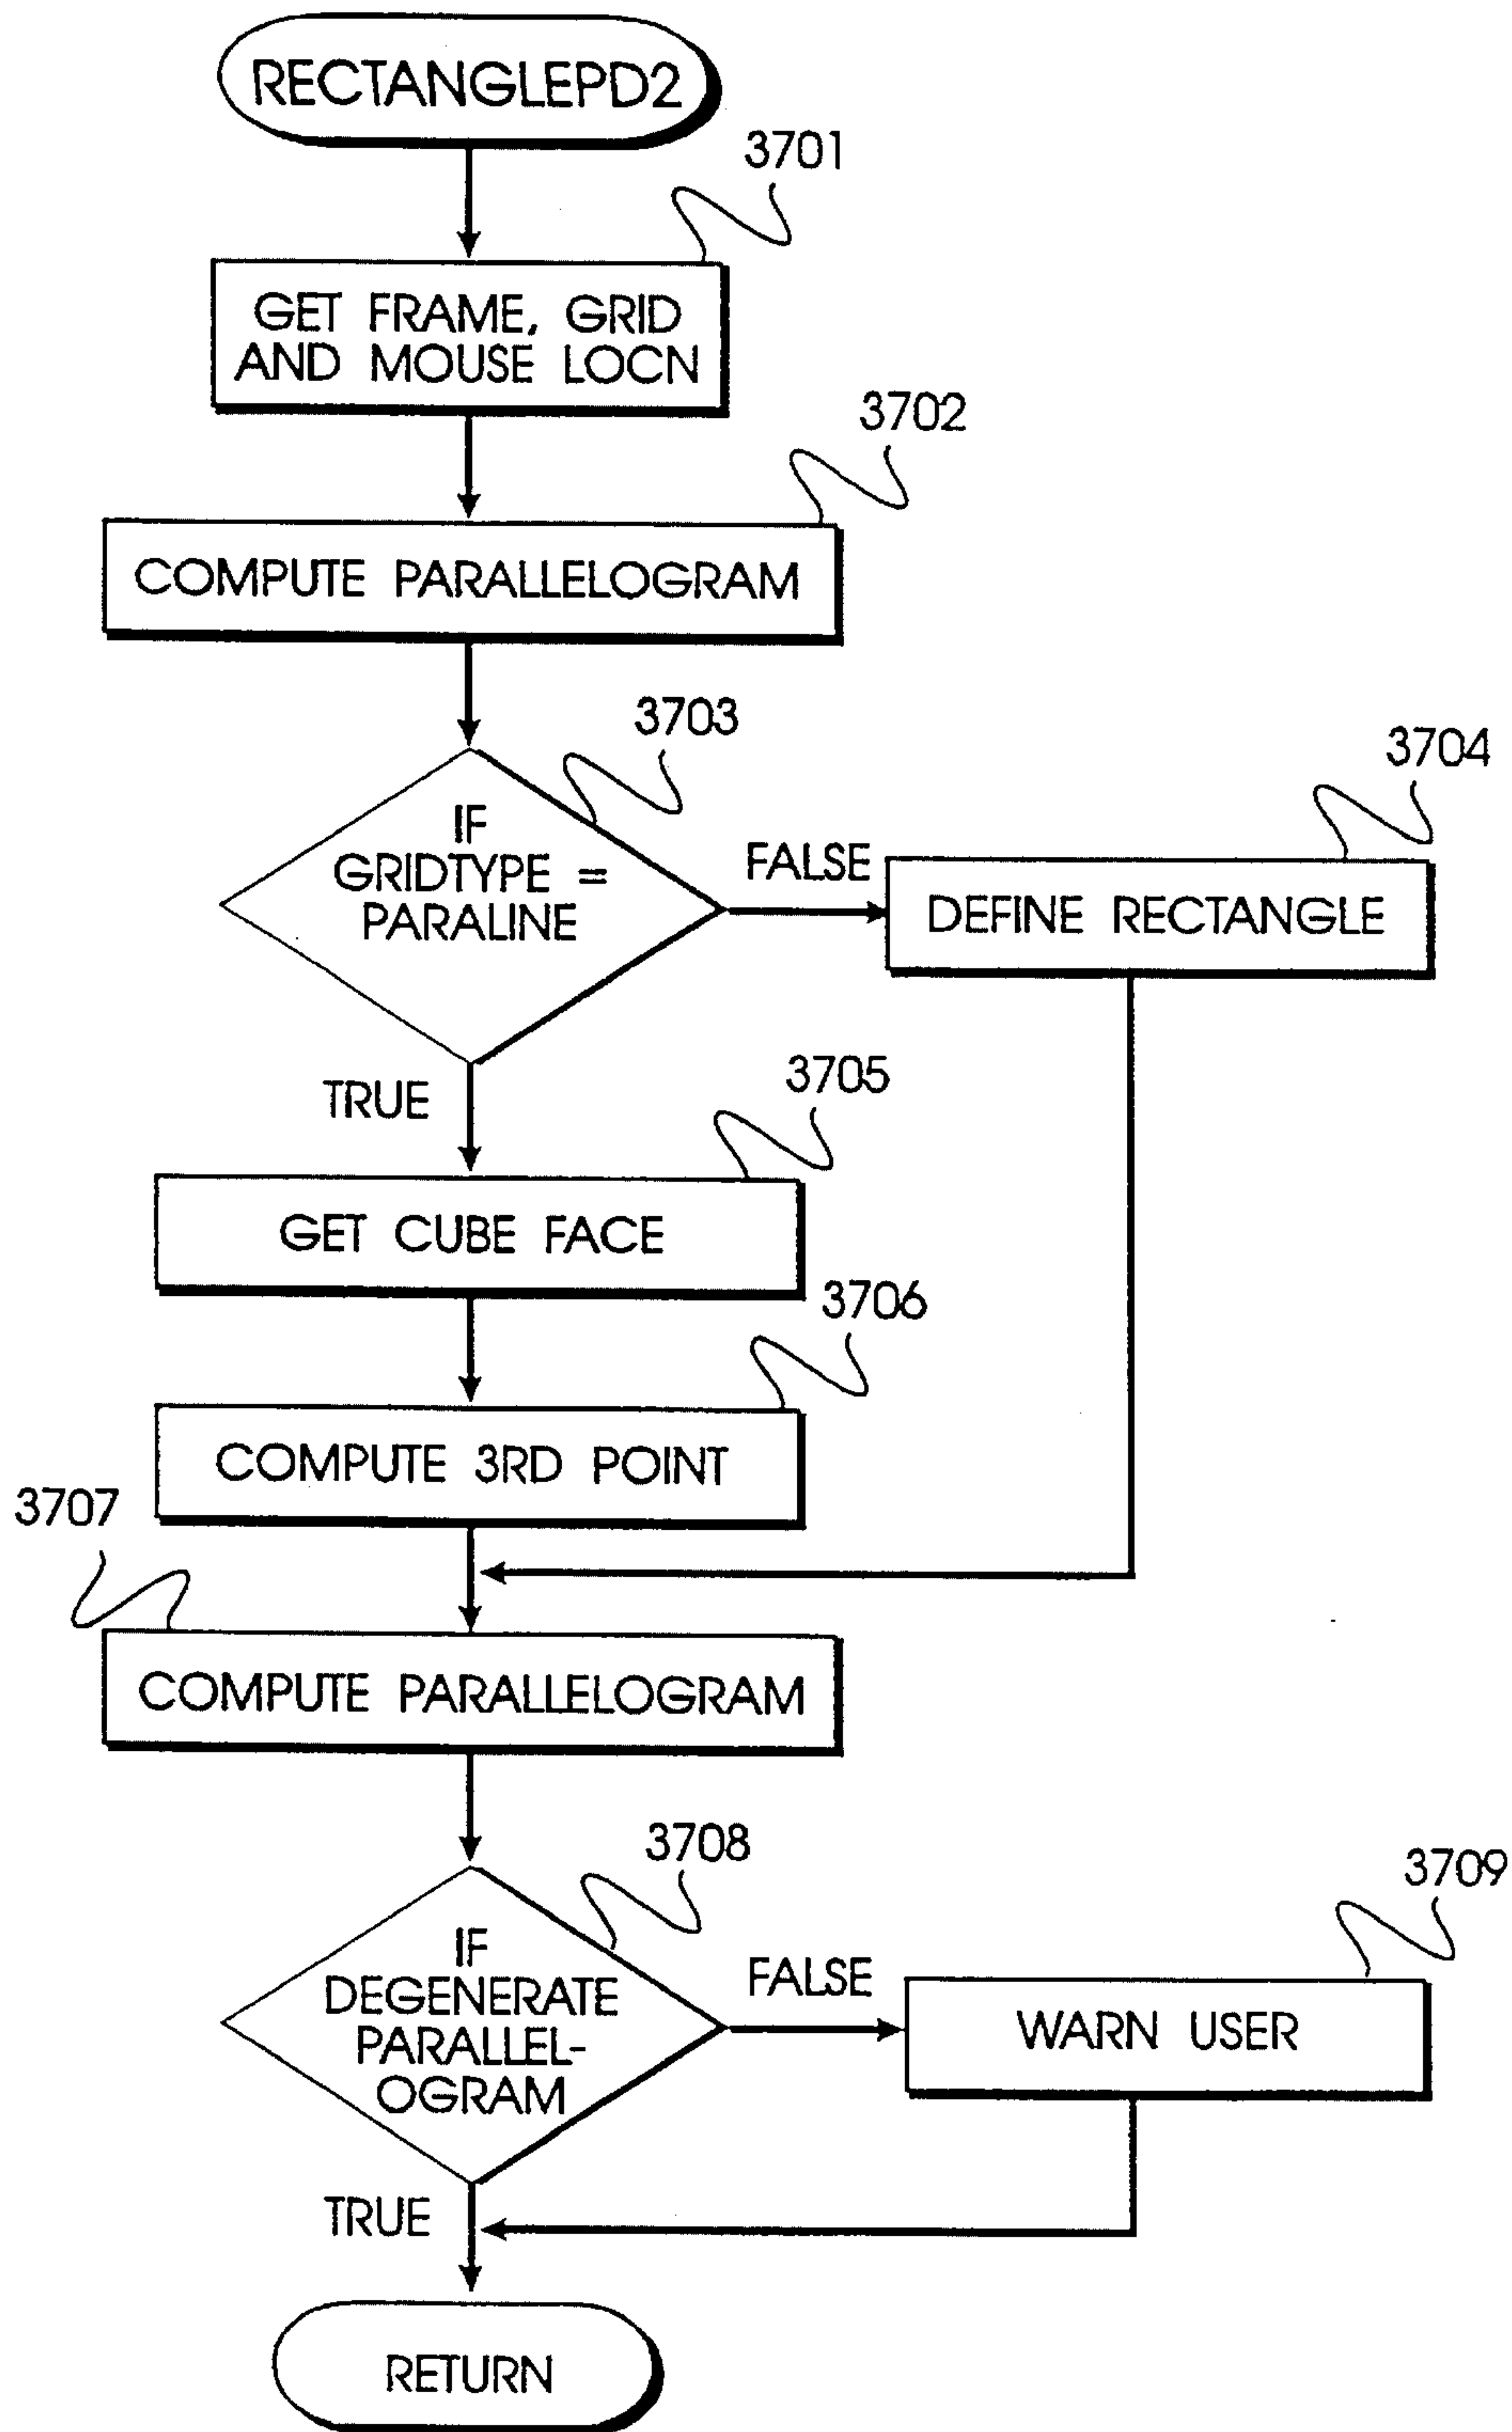 RECTANGLEPD2
3701
GET FRAME, GRID
AND MOUSE LOCN
3702
COMPUTE PARALLELOGRAM
3703
IF
GRIDTYPE =
PARALINE
FALSE
3704
DEFINE RECTANGLE
TRUE
3705
GET CUBE FACE
3706
COMPUTE 3RD POINT
3707
COMPUTE PARALLELOGRAM
3708
IF
DEGENERATE
PARALLEL-
OGRAM
FALSE
3709
WARN USER
TRUE
RETURN